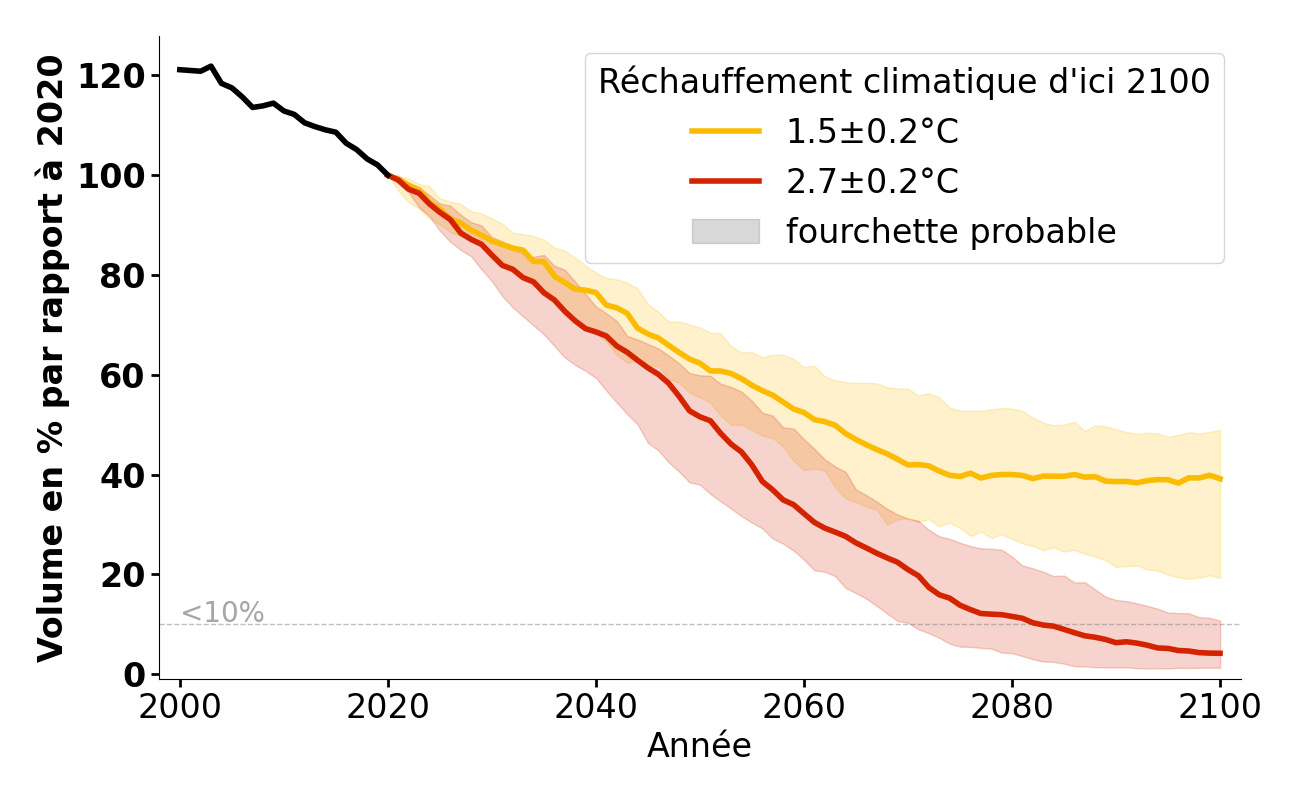 Volume en % par rapport à 2020
120
100
80
60
40
20
0
Réchauffement climatique d'ici 2100
1.5±0.2°C
2.7±0.2°C
fourchette probable
<10%
2000 2020 2040 2060 2080 2100
Année